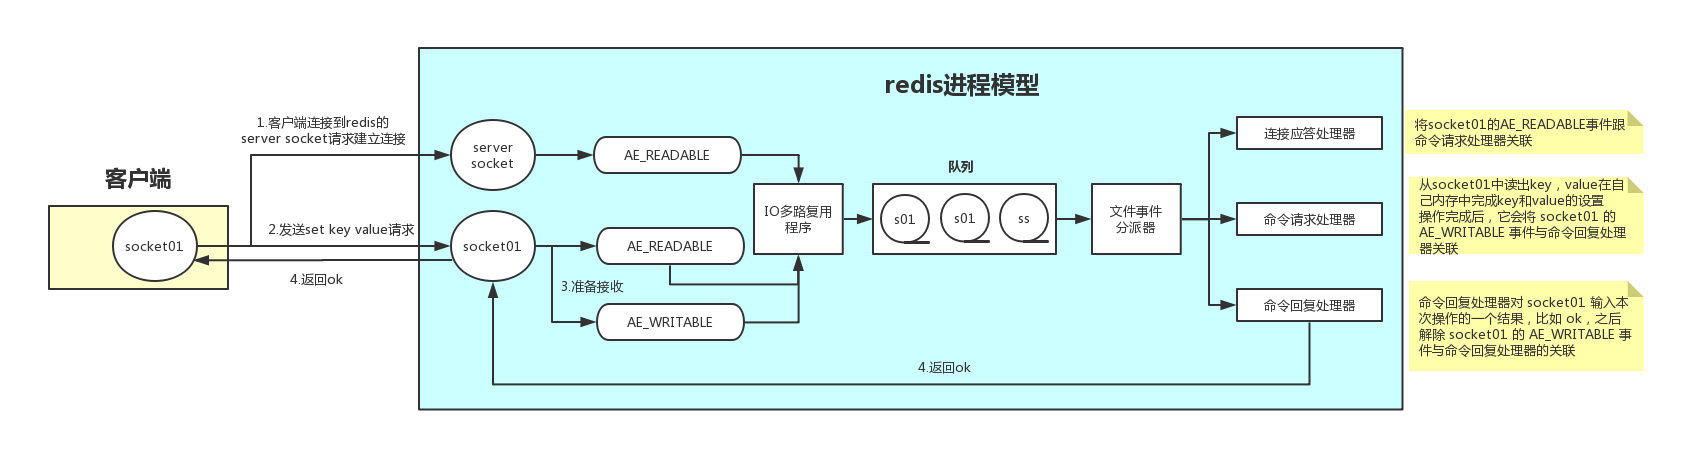 redis进程模型
1.客户端连接到redis的
server socket请求建立连接
客户端
socket01
2.发送set key value请求
4.返回ok
server
socket
socket01
AE_READABLE
AE_READABLE
3.准备接收
AE_WRITABLE
IO多路复用
程序
队列
s01
s01
ss
文件事件
分派器
连接应答处理器
命令请求处理器
命令回复处理器
4.返回ok
将socket01的AE_READABLE事件跟
命令请求处理器关联
从socket01中读出key，value在自
己内存中完成key和value的设置
操作完成后，它会将 socket01 的
AE_WRITABLE 事件与命令回复处理
器关联
命令回复处理器对 socket01 输入本
次操作的一个结果，比如 ok，之后
解除 socket01 的 AE_WRITABLE 事
件与命令回复处理器的关联